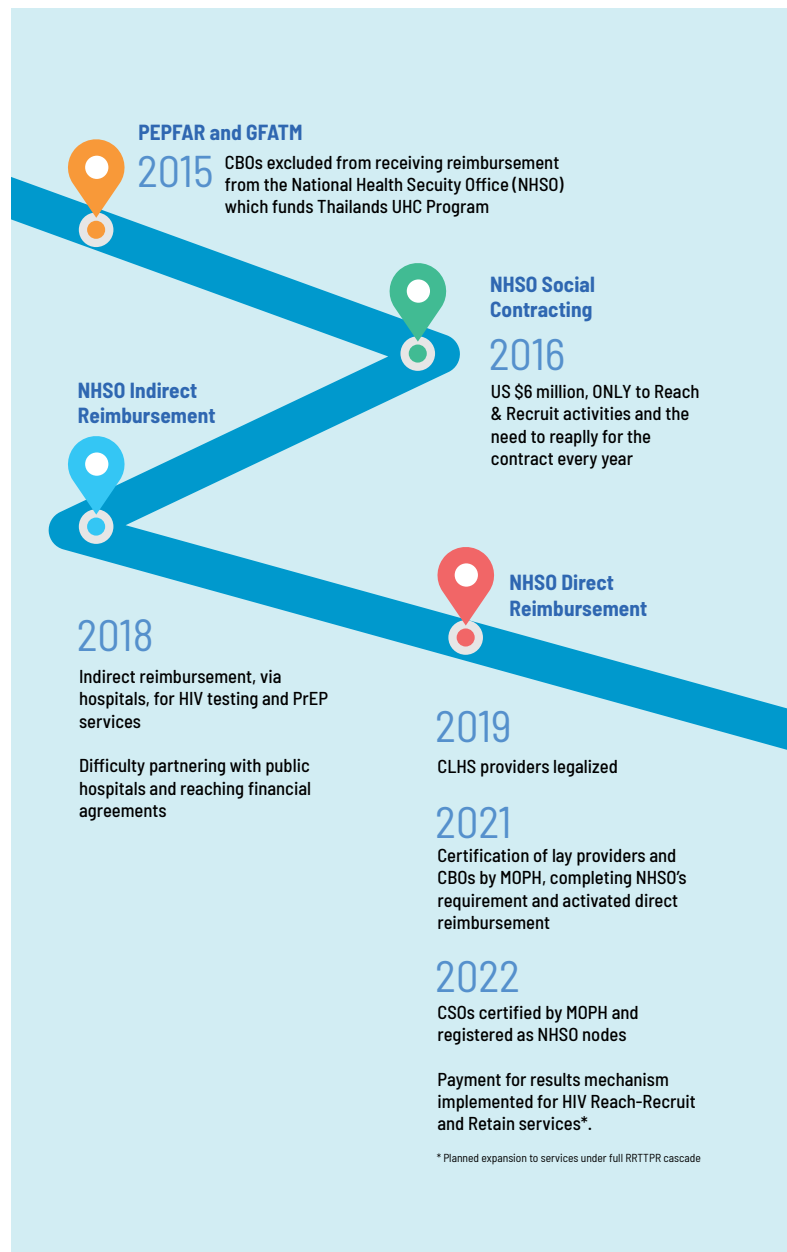 PEPFAR and GFATM
2015
CBOs excluded from receiving reimbursement
from the National Health Secuity Office (NHSO)
which funds Thailands UHC Program
NHSO Social
Contracting
2016
US $6 million, ONLY to Reach
& Recruit activities and the
need to reaplly for the
contract every year
NHSO Indirect
Reimbursement
2018
Indirect reimbursement, via
hospitals, for HIV testing and PrEP
services
Difficulty partnering with public
hospitals and reaching financial
agreements
NHSO Direct
Reimbursement
2019
CLHS providers legalized
2021
Certification of lay providers and
CBOs by MOPH, completing NHSO's
requirement and activated direct
reimbursement
2022
CSOs certified by MOPH and
registered as NHSO nodes
Payment for results mechanism
implemented for HIV Reach-Recruit
and Retain services*.
* Planned expansion to services under full RRTTPR cascade